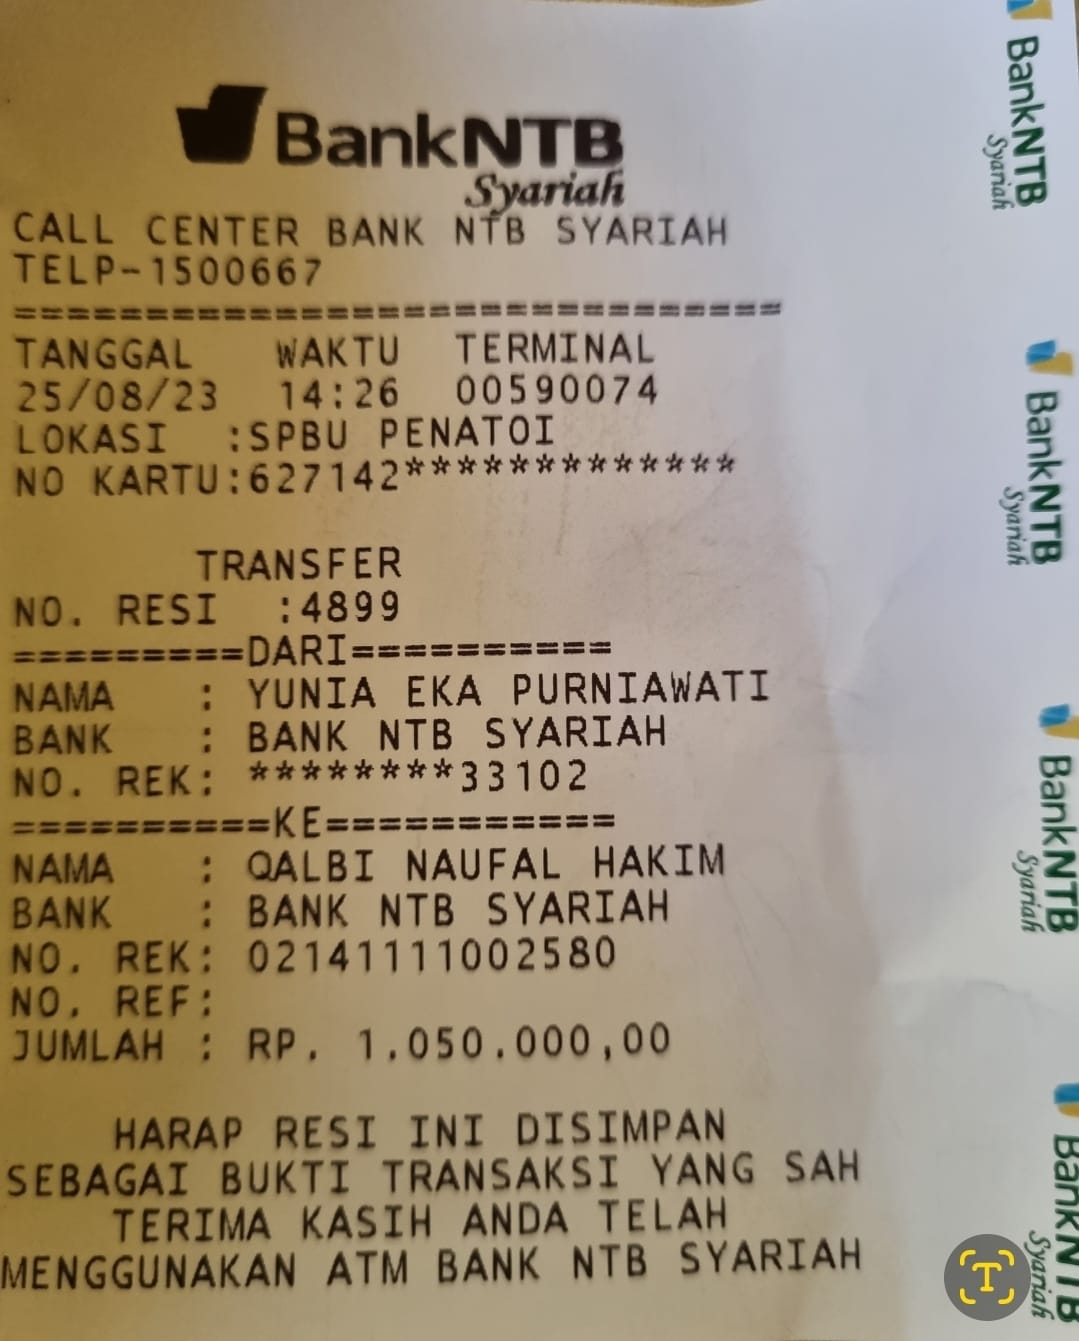 BankNTB
Syariah
CALL CENTER BANK NTB SYARIAH
TELP-1500667
==============================
TANGGAL WAKTU TERMINAL
25/08/23 14:26 00590074
LOKASI :SPBU PENATOI
NO KARTU:627142*************
TRANSFER
NO. RESI :4899
=========DARI==========
NAMA : YUNIA EKA PURNIAWATI
BANK : BANK NTB SYARIAH
NO. REK: ********33102
==========KE===========
NAMA : QALBI NAUFAL HAKIM
BANK : BANK NTB SYARIAH
NO. REK: 02141111002580
NO. REF:
JUMLAH : RP. 1.050.000,00
HARAP RESI INI DISIMPAN
SEBAGAI BUKTI TRANSAKSI YANG SAH
TERIMA KASIH ANDA TELAH
MENGGUNAKAN ATM BANK NTB SYARIAH
BankNTB
Syariah
BankNTB
Syariah
BankNTB
Syariah
BankNTB
Syariah